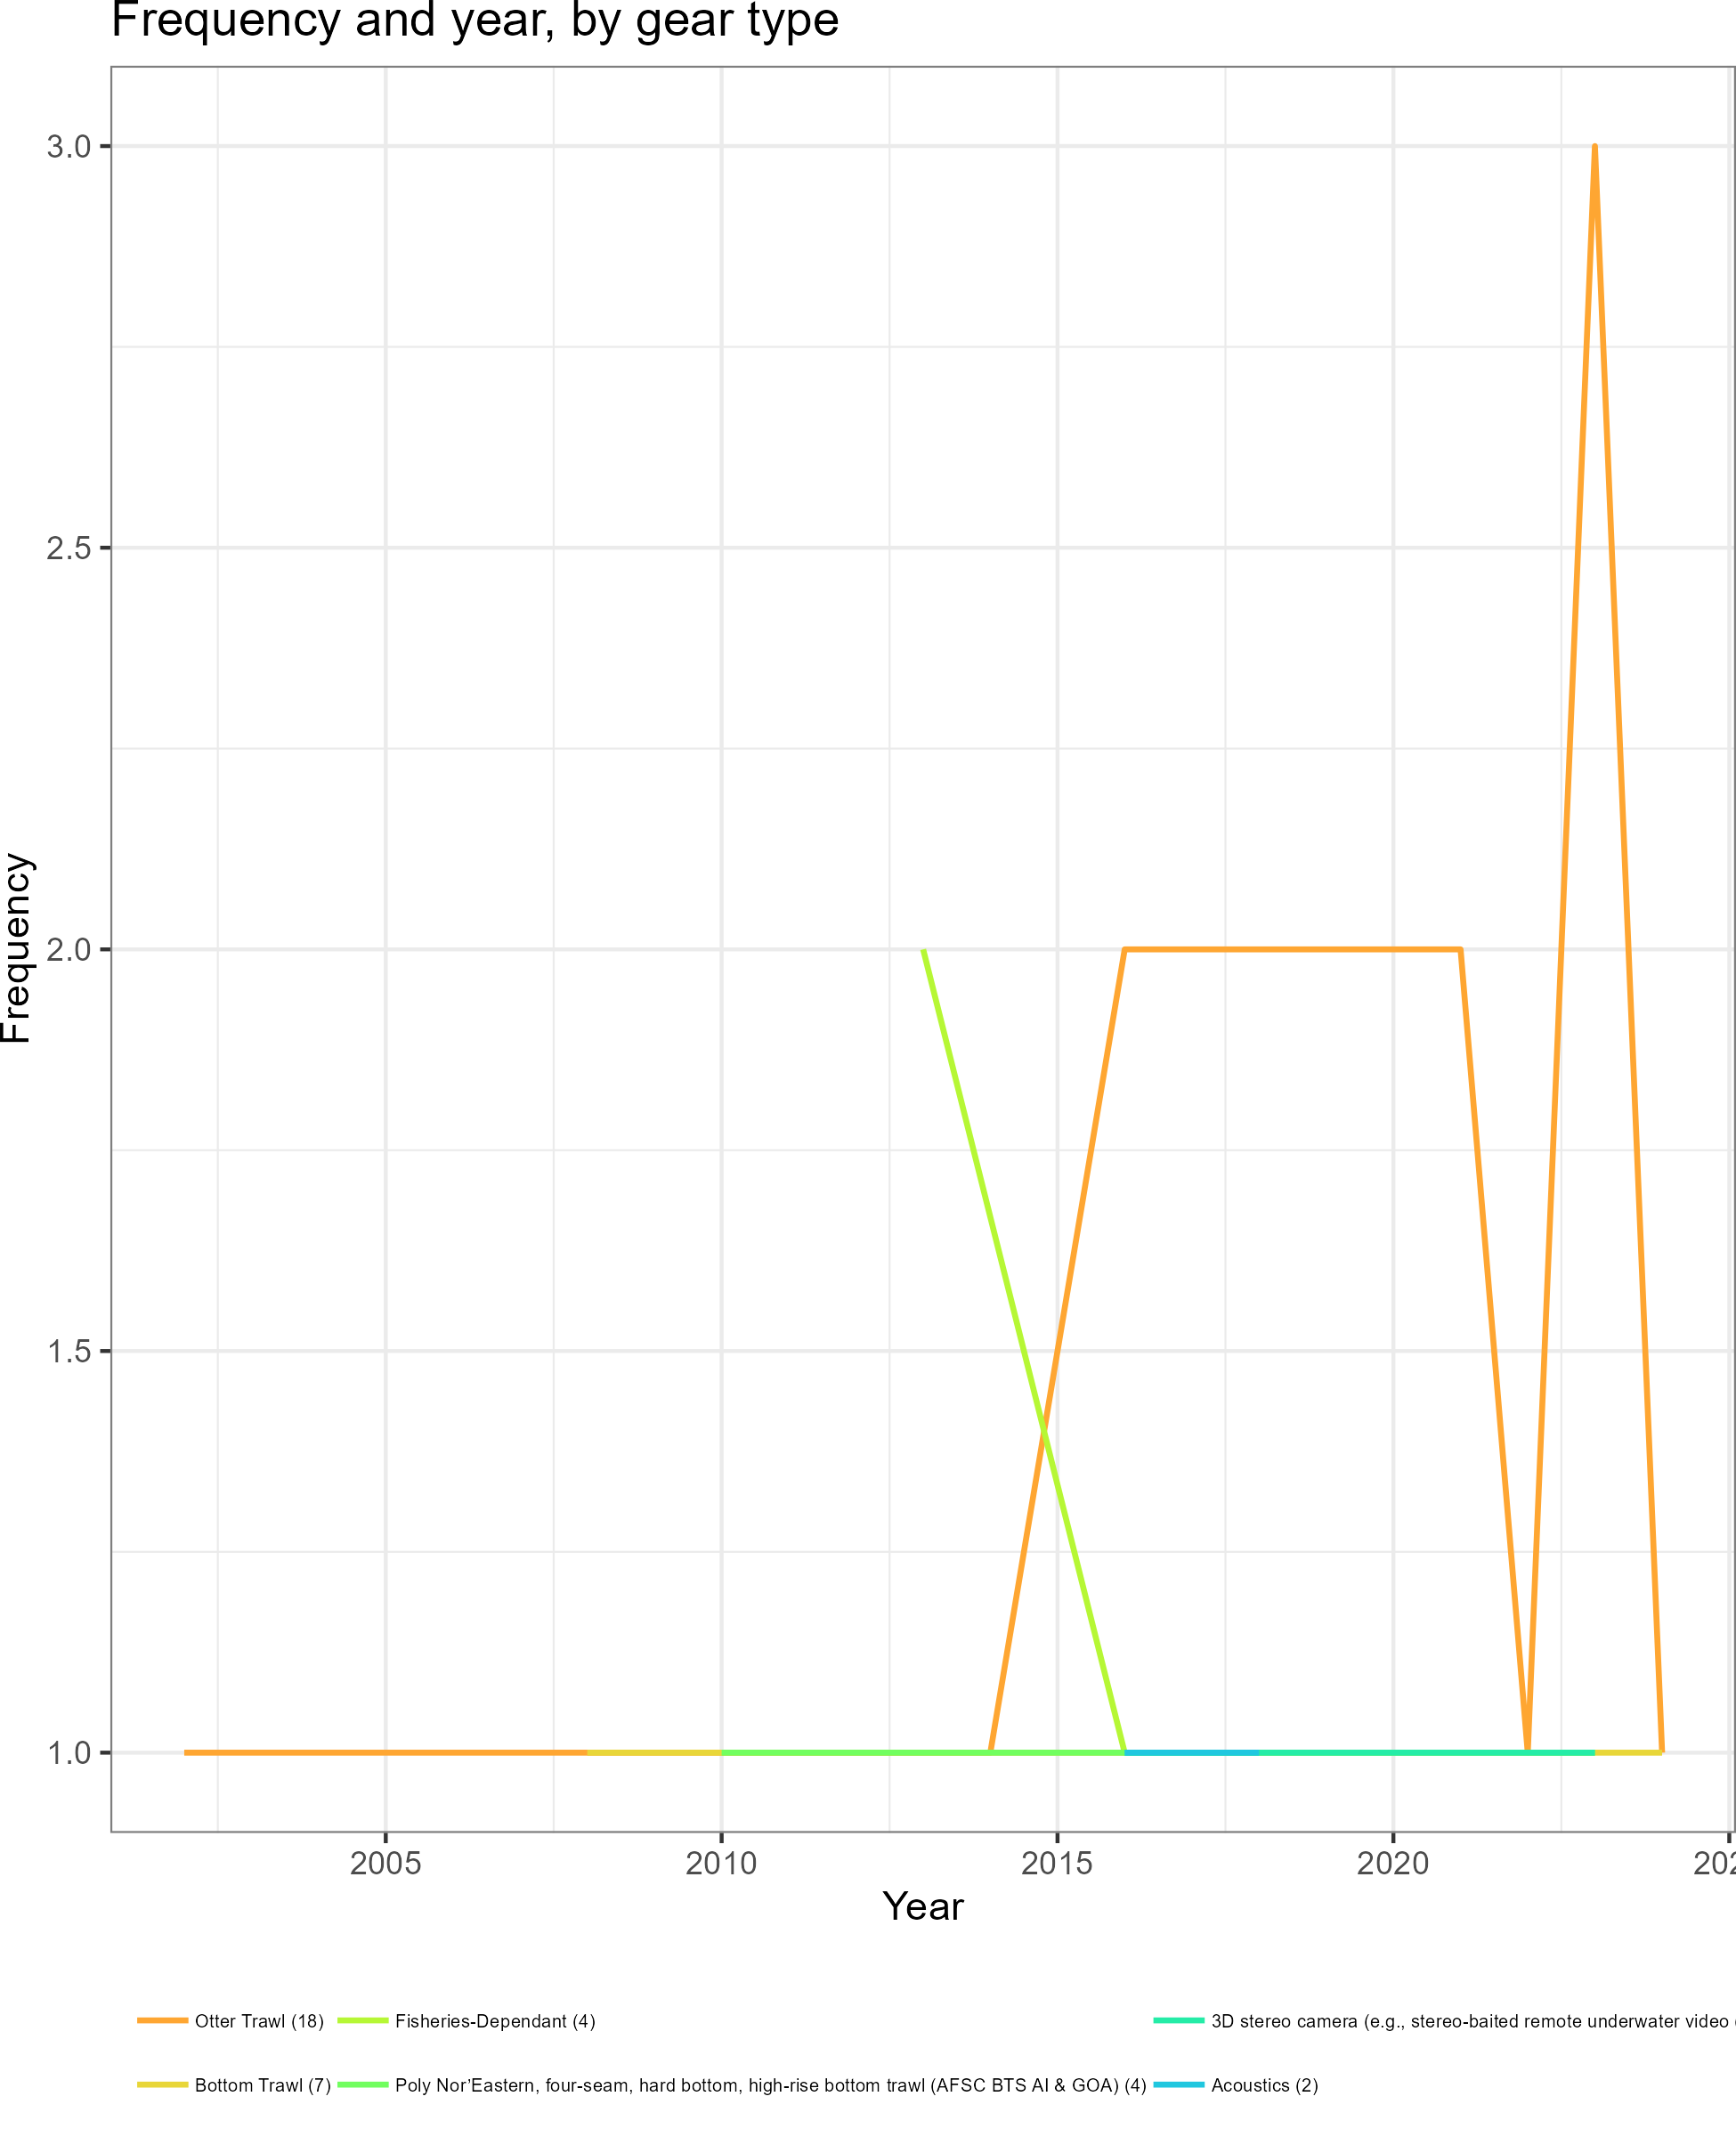 Frequency and year, by gear type
3.0
2.5
2.0
1.5
1.0
Frequency
2005 2010 2015 2020
Year
Otter Trawl (18) Fisheries-Dependant (4) 3D stereo camera (e.g., stereo-baited remote underwater video
Bottom Trawl (7) Poly Nor’Eastern, four-seam, hard bottom, high-rise bottom trawl (AFSC BTS AI & GOA) (4) Acoustics (2)